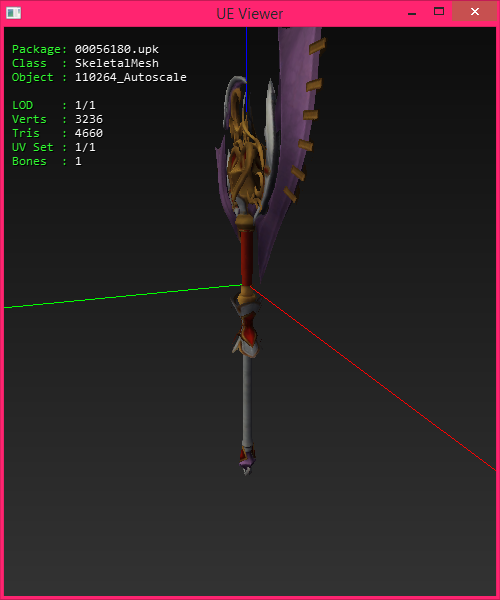 UE Viewer
Package: 00056180.upk
Class : SkeletalMesh
Object : 110264_Autoscale
LOD : 1/1
Verts : 3236
Tris : 4660
UV Set : 1/1
Bones : 1